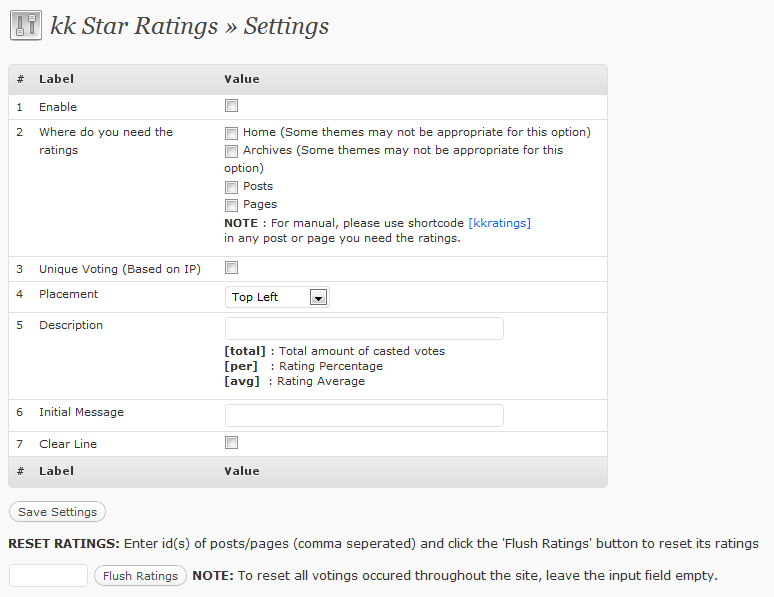 kk Star Ratings » Settings
# Label Value
1 Enable
2 Where do you need the ratings
Home (Some themes may not be appropriate for this option)
Archives (Some themes may not be appropriate for this option)
Posts
Pages
NOTE : For manual, please use shortcode [kkratings]
in any post or page you need the ratings.
3 Unique Voting (Based on IP)
4 Placement Top Left
5 Description
[total] : Total amount of casted votes
[per] : Rating Percentage
[avg] : Rating Average
6 Initial Message
7 Clear Line
# Label Value
Save Settings
RESET RATINGS: Enter id(s) of posts/pages (comma seperated) and click the 'Flush Ratings' button to reset its ratings
Flush Ratings NOTE: To reset all votings occured throughout the site, leave the input field empty.